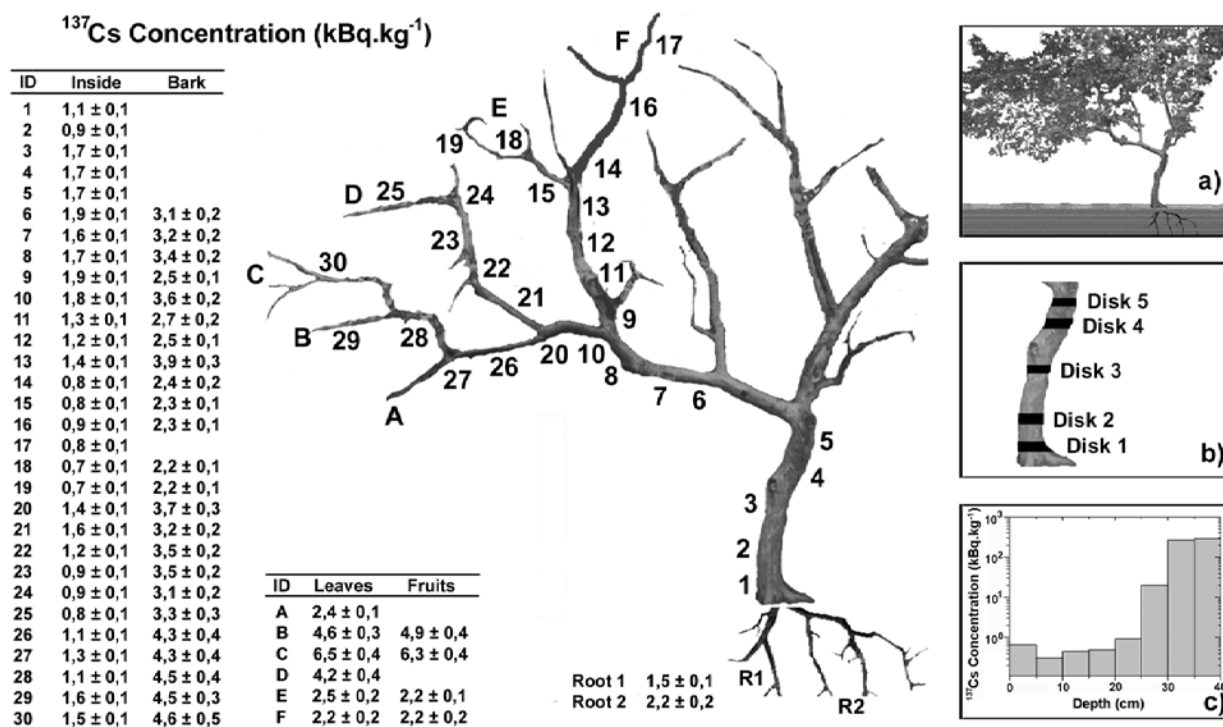 ¹³⁷Cs Concentration (kBq.kg⁻¹)
ID Inside Bark
1 1,1 ± 0,1
2 0,9 ± 0,1
3 1,7 ± 0,1
4 1,7 ± 0,1
5 1,7 ± 0,1
6 1,9 ± 0,1 3,1 ± 0,2
7 1,6 ± 0,1 3,2 ± 0,2
8 1,7 ± 0,1 3,4 ± 0,2
9 1,9 ± 0,1 2,5 ± 0,1
10 1,8 ± 0,1 3,6 ± 0,2
11 1,3 ± 0,1 2,7 ± 0,2
12 1,2 ± 0,1 2,5 ± 0,1
13 1,4 ± 0,1 3,9 ± 0,3
14 0,8 ± 0,1 2,4 ± 0,2
15 0,8 ± 0,1 2,3 ± 0,1
16 0,9 ± 0,1 2,3 ± 0,1
17 0,8 ± 0,1
18 0,7 ± 0,1 2,2 ± 0,1
19 0,7 ± 0,1 2,2 ± 0,1
20 1,4 ± 0,1 3,7 ± 0,3
21 1,6 ± 0,1 3,2 ± 0,2
22 1,2 ± 0,1 3,5 ± 0,2
23 0,9 ± 0,1 3,5 ± 0,2
24 0,9 ± 0,1 3,1 ± 0,2
25 0,8 ± 0,1 3,3 ± 0,3
26 1,1 ± 0,1 4,3 ± 0,4
27 1,3 ± 0,1 4,3 ± 0,4
28 1,1 ± 0,1 4,5 ± 0,4
29 1,6 ± 0,1 4,5 ± 0,3
30 1,5 ± 0,1 4,6 ± 0,5
ID Leaves Fruits
A 2,4 ± 0,1
B 4,6 ± 0,3 4,9 ± 0,4
C 6,5 ± 0,4 6,3 ± 0,4
D 4,2 ± 0,4
E 2,5 ± 0,2 2,2 ± 0,1
F 2,2 ± 0,2 2,2 ± 0,2
F 17
16
E
18
19
14
15
D 25
24
13
12
23
C 30
22
11
21
9
B
29
28
20 10
26
27
8
7
6
A
5
4
3
2
1
R1
R2
Root 1 1,5 ± 0,1
Root 2 2,2 ± 0,2
a)
Disk 5
Disk 4
Disk 3
Disk 2
Disk 1
b)
¹³⁷Cs Concentration (kBq.kg⁻¹)
10³
10²
10¹
10⁰
0 10 20 30 40
Depth (cm)
c)